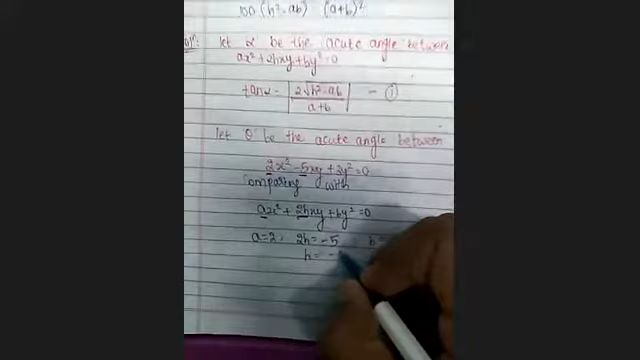 100 (h²-ab) (a+b)²
let α be the acute angle between
ax²+2hxy+by²=0
tanα = |2√h²-ab / a+b| - ①
let θ be the acute angle between
2x² -5xy +3y²=0
Comparing with
ax² + 2hxy + by² = 0
a=2, 2h=-5 b=
h= -